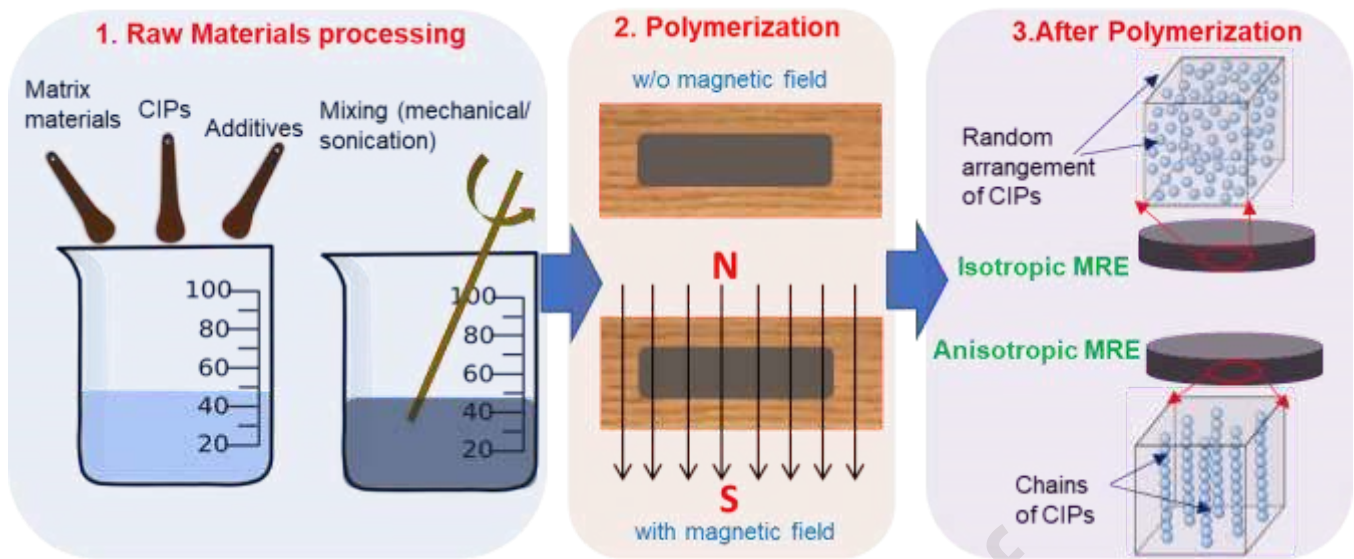 1. Raw Materials processing
Matrix
materials
CIPs
Additives
Mixing (mechanical/
sonication)
100
80
60
40
20
100
80
60
40
20
2. Polymerization
w/o magnetic field
N
S
with magnetic field
3.After Polymerization
Random
arrangement
of CIPs
Isotropic MRE
Anisotropic MRE
Chains
of CIPs